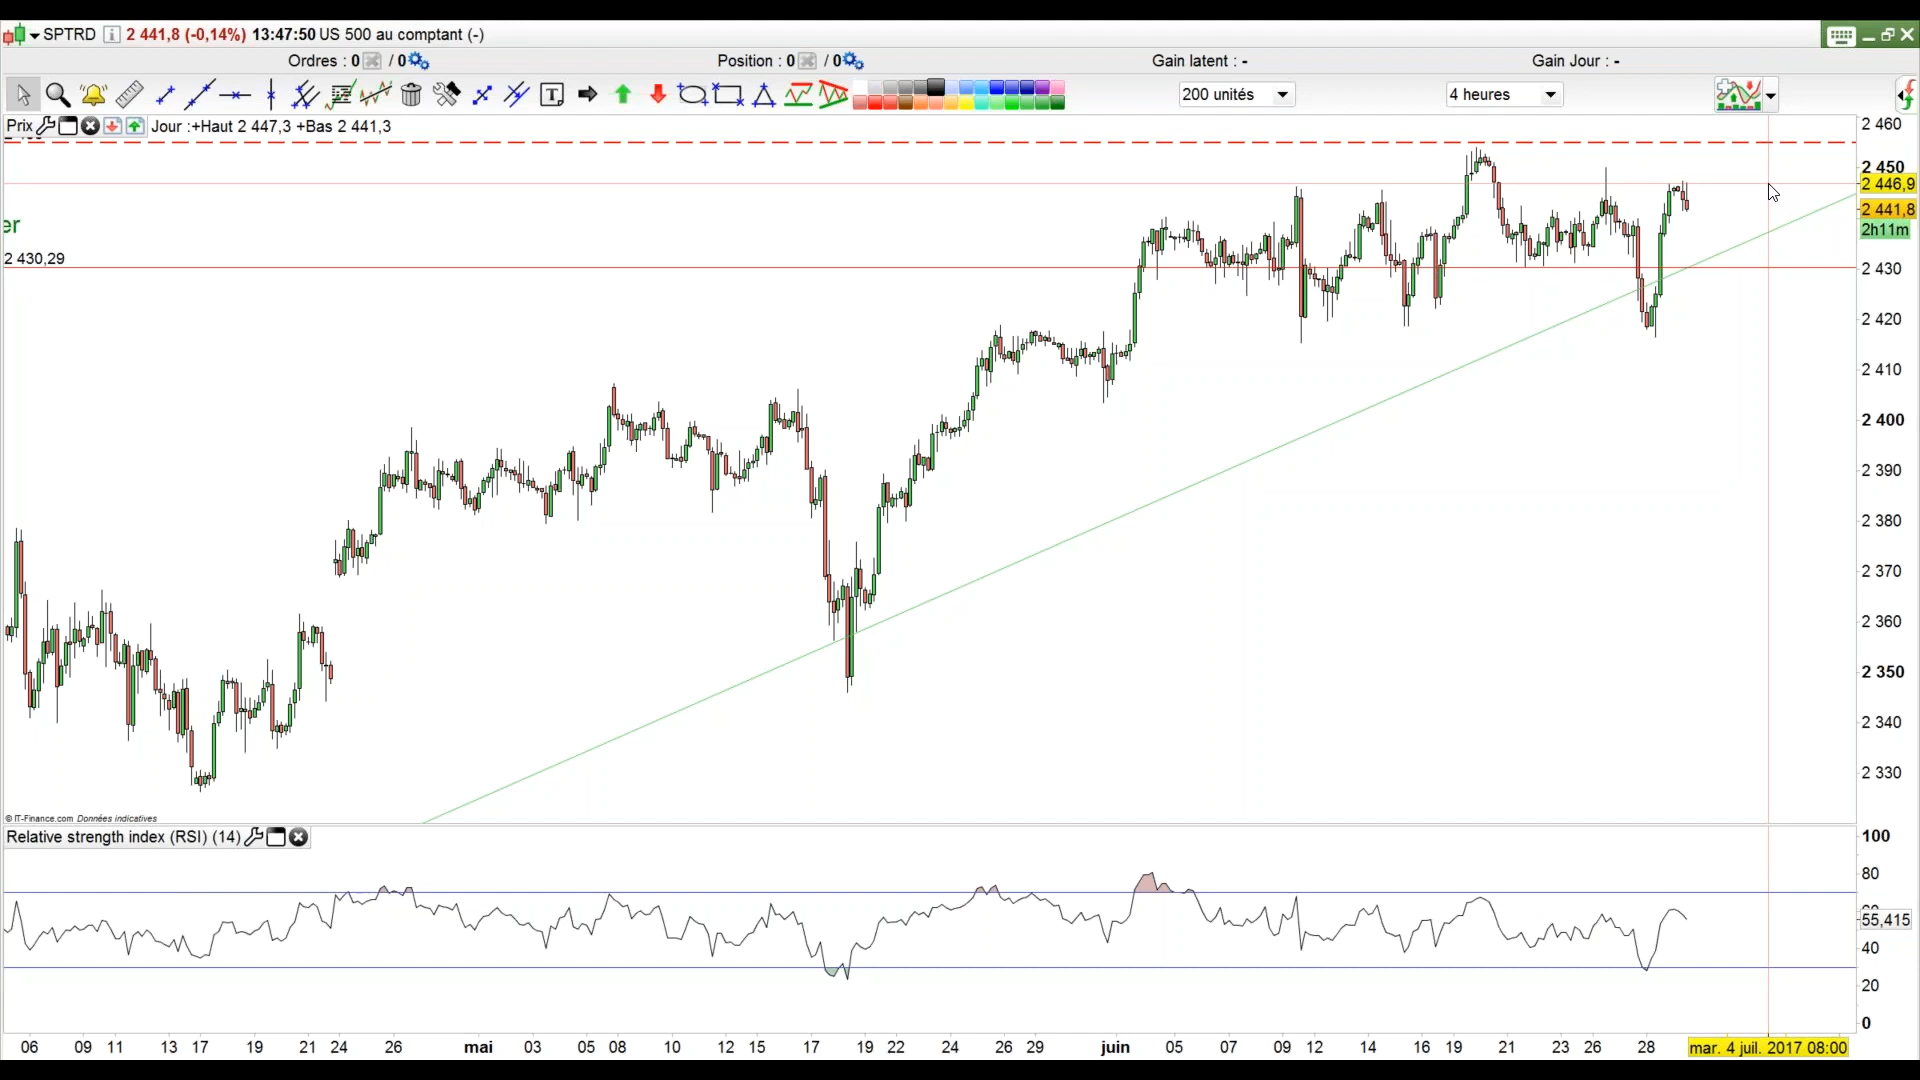 SPTRD i 2 441,8 (-0,14%) 13:47:50 US 500 au comptant (-)
Ordres : 0 / 0 Position : 0 / 0 Gain latent : - Gain Jour : -
T 200 unités 4 heures
Prix Jour :+Haut 2 447,3 +Bas 2 441,3
2 460
2 450
2 446,9
2 441,8
er 2h11m
2 430,29
2 430
2 420
2 410
2 400
2 390
2 380
2 370
2 360
2 350
2 340
2 330
© IT-Finance.com Données indicatives
Relative strength index (RSI) (14)
100
80
55,415
40
20
0
06 09 11 13 17 19 21 24 26 mai 03 05 08 10 12 15 17 19 22 24 26 29 juin 05 07 09 12 14 16 19 21 23 26 28 mar. 4 juil. 2017 08:00